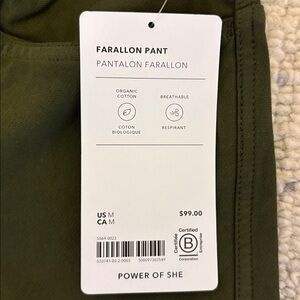 FARALLON PANT
PANTALON FARALLON
ORGANIC COTTON
BREATHABLE
COTON BIOLOGIQUE
RESPIRANT
US M
CA M
$99.00
Certified
B
Corporation
POWER OF SHE